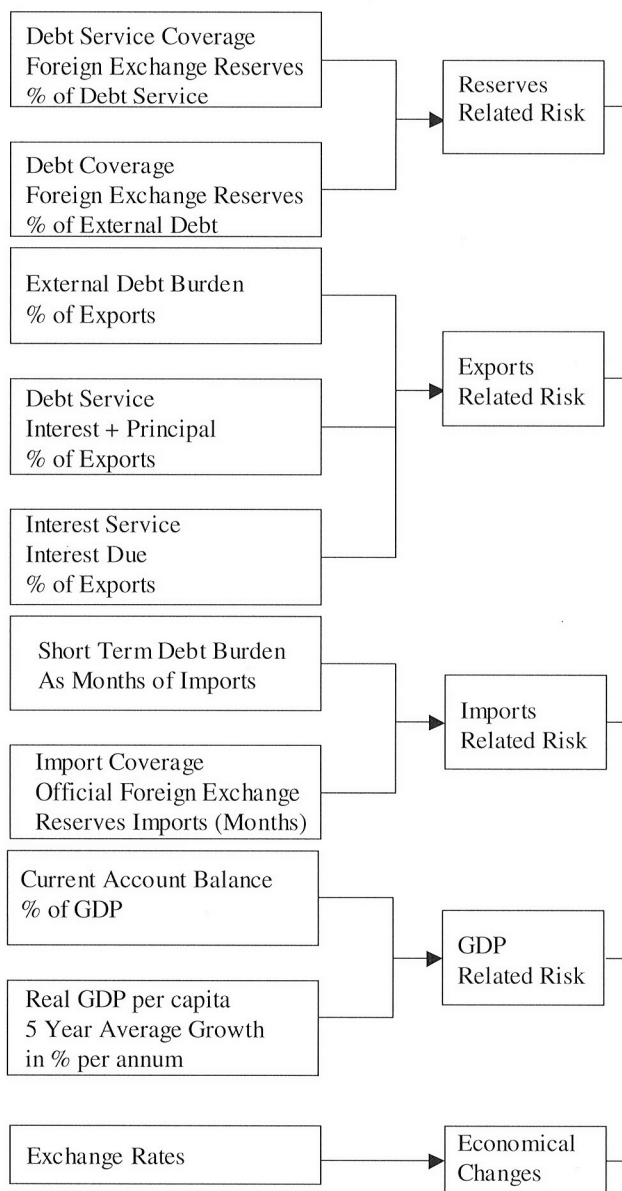 Debt Service Coverage
Foreign Exchange Reserves
% of Debt Service
Reserves
Related Risk
Debt Coverage
Foreign Exchange Reserves
% of External Debt
External Debt Burden
% of Exports
Exports
Related Risk
Debt Service
Interest + Principal
% of Exports
Interest Service
Interest Due
% of Exports
Short Term Debt Burden
As Months of Imports
Imports
Related Risk
Import Coverage
Official Foreign Exchange
Reserves Imports (Months)
Current Account Balance
% of GDP
GDP
Related Risk
Real GDP per capita
5 Year Average Growth
in % per annum
Exchange Rates
Economical
Changes